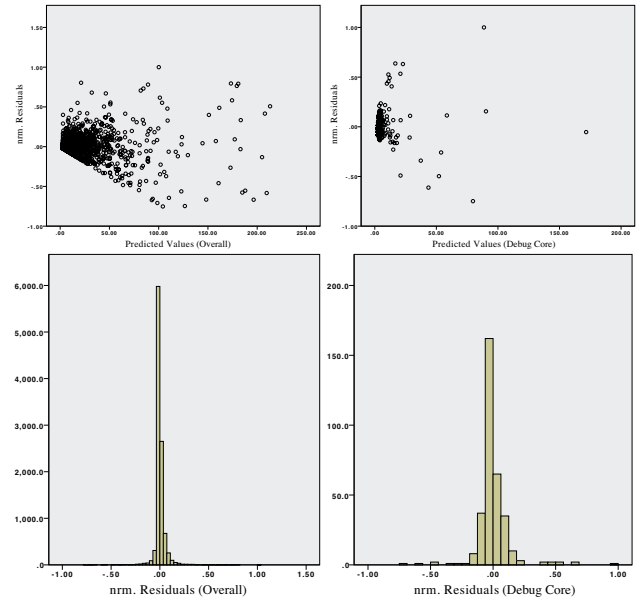 1.50
1.00
.50
.00
-.50
-1.00
nrm. Residuals
.00 50.00 100.00 150.00 200.00 250.00
Predicted Values (Overall)
1.00
.50
.00
-.50
-1.00
nrm. Residuals
.00 50.00 100.00 150.00 200.00
Predicted Values (Debug Core)
6,000.0
5,000.0
4,000.0
3,000.0
2,000.0
1,000.0
.0
-1.00 -.50 .00 .50 1.00 1.50
nrm. Residuals (Overall)
200.0
150.0
100.0
50.0
.0
-1.00 -.50 .00 .50 1.00
nrm. Residuals (Debug Core)